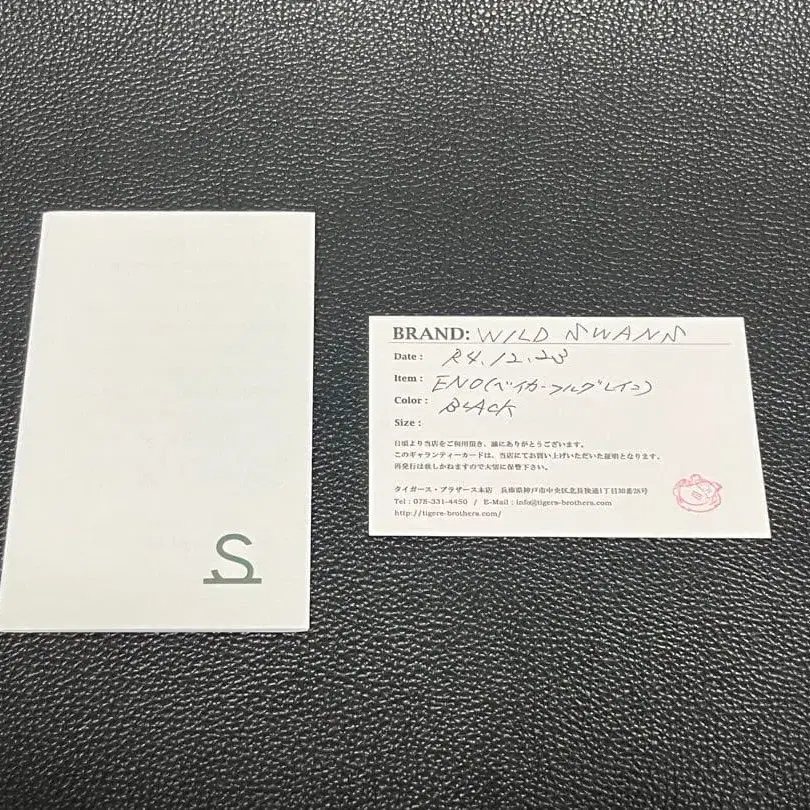 S
BRAND: WILD SWANS
Date : R4.12.23
Item : ENO(ベイカーフルグレイン)
Color : BLACK
Size :
日頃より当店をご利用頂き、誠にありがとうございます。
このギャランティーカードは、当店にてお買い上げいただいた証明となります。
再発行は致しかねますので大切に保管下さい。
タイガース・ブラザース本店 兵庫県神戸市中央区北長狭通1丁目30番28号
Tel : 078-331-4450 / E-Mail : info@tigers-brothers.com
http://tigers-brothers.com/